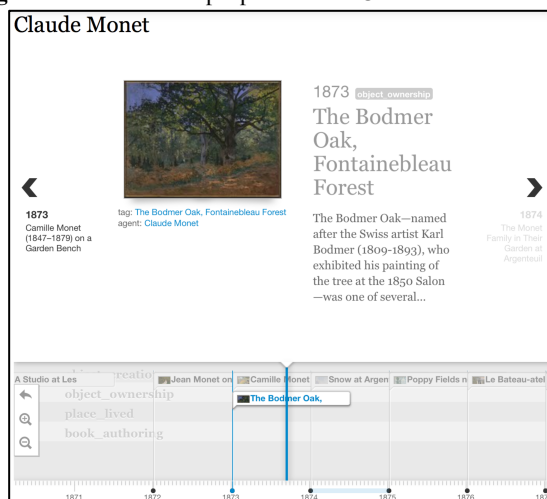 Claude Monet
1873 object_ownership
The Bodmer
Oak,
Fontainebleau
Forest
The Bodmer Oak—named
after the Swiss artist Karl
Bodmer (1809-1893), who
exhibited his painting of
the tree at the 1850 Salon
—was one of several...
tag: The Bodmer Oak, Fontainebleau Forest
agent: Claude Monet
1873
Camille Monet
(1847–1879) on a
Garden Bench
1874
The Monet
Family in Their
Garden at
Argenteuil
A Studio at Les
Jean Monet on
Camille Monet
Snow at Argen
Poppy Fields n
Le Bateau-atel
object_ownership
The Bodmer Oak,
place_lived
book_authoring
1871 1872 1873 1874 1875 1876